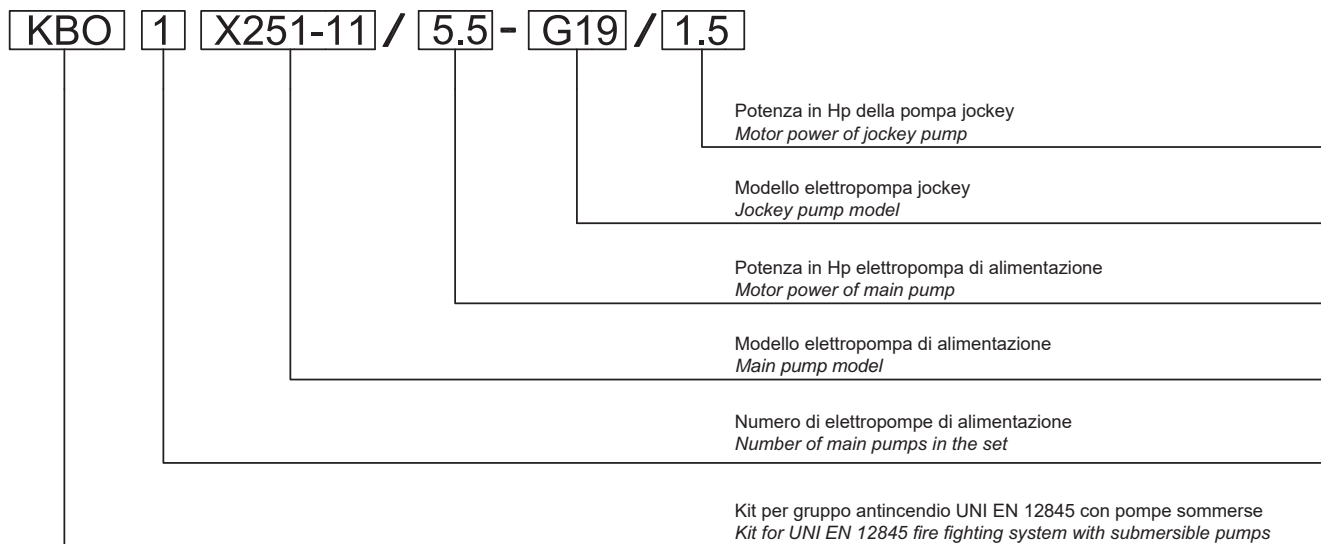 KBO 1 X251-11 / 5.5 - G19 / 1.5
Potenza in Hp della pompa jockey
Motor power of jockey pump
Modello elettropompa jockey
Jockey pump model
Potenza in Hp elettropompa di alimentazione
Motor power of main pump
Modello elettropompa di alimentazione
Main pump model
Numero di elettropompe di alimentazione
Number of main pumps in the set
Kit per gruppo antincendio UNI EN 12845 con pompe sommerse
Kit for UNI EN 12845 fire fighting system with submersible pumps